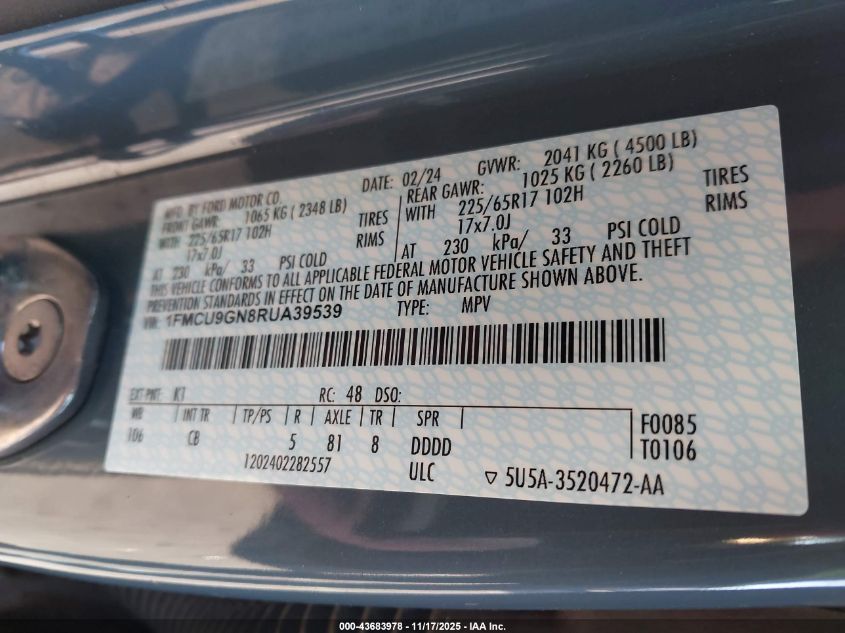 MFD. BY FORD MOTOR CO. DATE: 02/24 GVWR: 2041 KG ( 4500 LB)
FRONT GAWR: 1065 KG ( 2348 LB) REAR GAWR: 1025 KG ( 2260 LB)
WITH 225/65R17 102H TIRES WITH 225/65R17 102H TIRES
17x7.0J RIMS 17x7.0J RIMS
AT 230 kPa/ 33 PSI COLD AT 230 kPa/ 33 PSI COLD
THIS VEHICLE CONFORMS TO ALL APPLICABLE FEDERAL MOTOR VEHICLE SAFETY AND THEFT
PREVENTION STANDARDS IN EFFECT ON THE DATE OF MANUFACTURE SHOWN ABOVE.
VIN: 1FMCU9GN8RUA39539 TYPE: MPV
EXT PNT: K1 RC: 48 DSO:
WB INT TR TP/PS R AXLE TR SPR F0085
106 CB 5 81 8 DDDD T0106
1202402282557 ULC ▽ 5U5A-3520472-AA
000-43683978 - 11/17/2025 - IAA Inc.